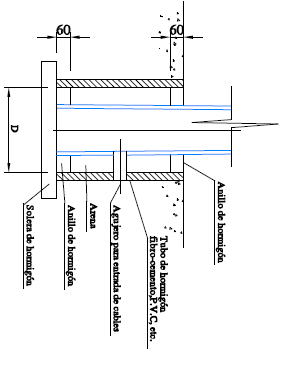 60
60
D
Anillo de hormigón
Tubo de hormigón
fibro-cemento,P.V.C, etc.
Agujero para entrada de cables
Arena
Anillo de hormigón
Solera de hormigón